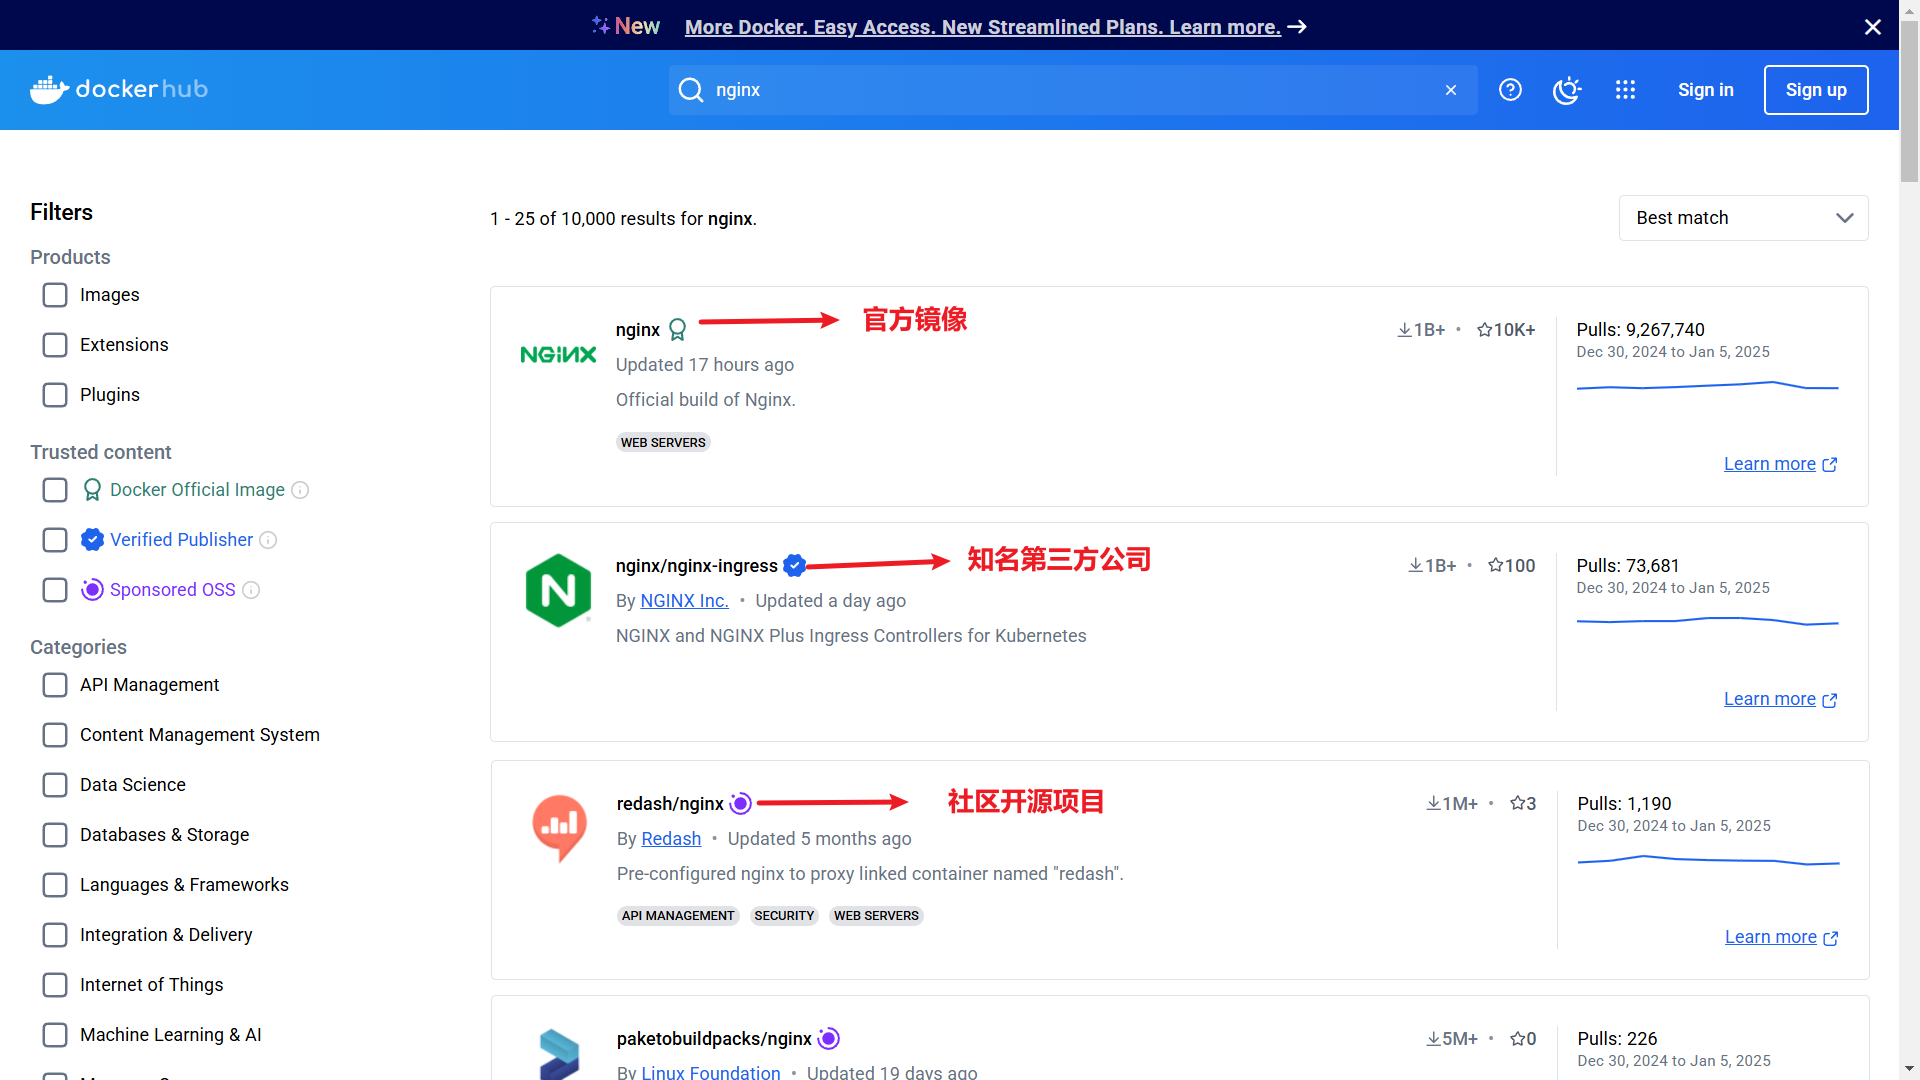 New More Docker. Easy Access. New Streamlined Plans. Learn more.
docker hub
nginx
Sign in
Sign up
Filters
Products
Images
Extensions
Plugins
Trusted content
Docker Official Image
Verified Publisher
Sponsored OSS
Categories
API Management
Content Management System
Data Science
Databases & Storage
Languages & Frameworks
Integration & Delivery
Internet of Things
Machine Learning & AI
1 - 25 of 10,000 results for nginx.
Best match
NGINX
nginx
官方镜像
Updated 17 hours ago
Official build of Nginx.
WEB SERVERS
1B+ • 10K+
Pulls: 9,267,740
Dec 30, 2024 to Jan 5, 2025
Learn more
N
nginx/nginx-ingress
知名第三方公司
By NGINX Inc. • Updated a day ago
NGINX and NGINX Plus Ingress Controllers for Kubernetes
1B+ • 100
Pulls: 73,681
Dec 30, 2024 to Jan 5, 2025
Learn more
redash/nginx
社区开源项目
By Redash • Updated 5 months ago
Pre-configured nginx to proxy linked container named "redash".
API MANAGEMENT SECURITY WEB SERVERS
1M+ • 3
Pulls: 1,190
Dec 30, 2024 to Jan 5, 2025
Learn more
paketobuildpacks/nginx
By Linux Foundation • Updated 19 days ago
5M+ • 0
Pulls: 226
Dec 30, 2024 to Jan 5, 2025